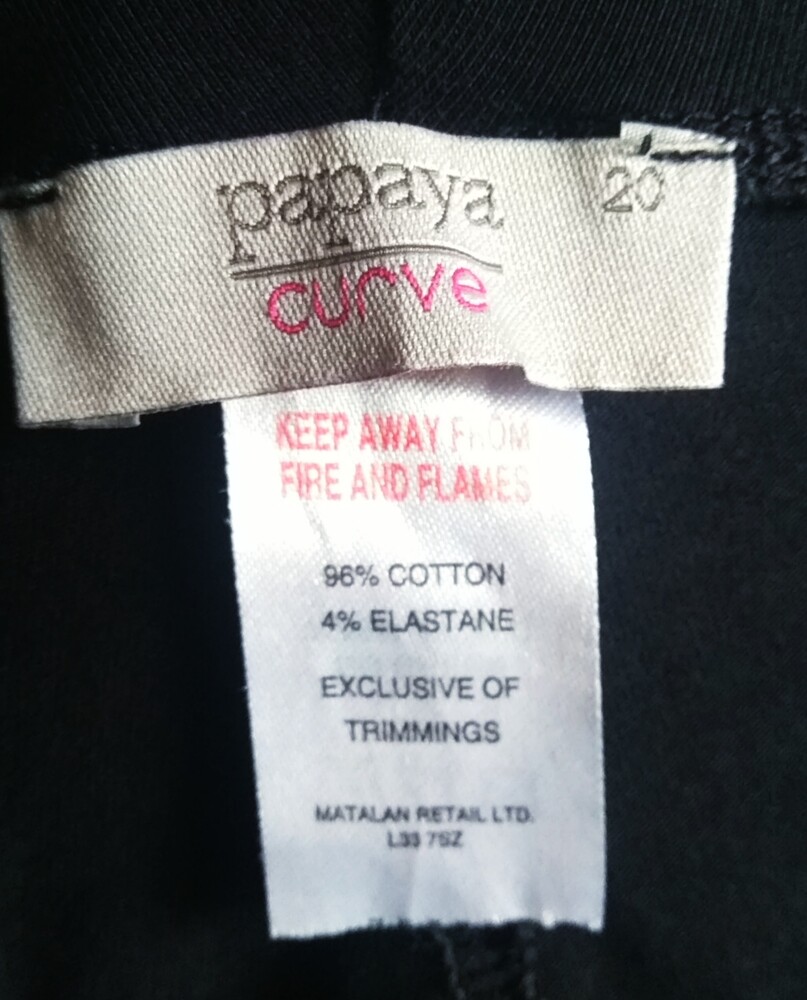 papaya
20
curve
KEEP AWAY FROM
FIRE AND FLAMES
96% COTTON
4% ELASTANE
EXCLUSIVE OF
TRIMMINGS
MATALAN RETAIL LTD.
L33 7SZ